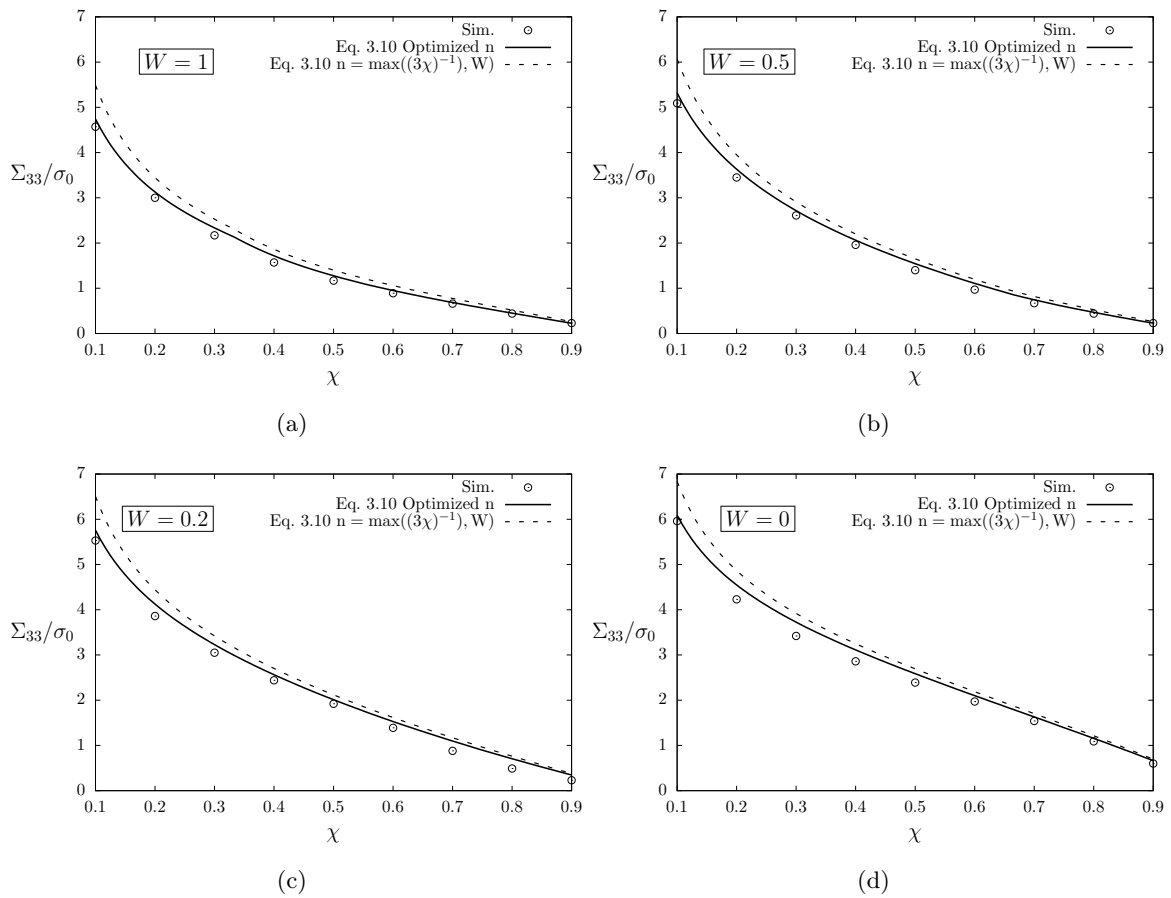 7
6
5
4
3
2
1
0
Σ₃₃/σ₀
W = 1
Sim.
Eq. 3.10 Optimized n
Eq. 3.10 n = max((3χ)⁻¹), W)
0.1 0.2 0.3 0.4 0.5 0.6 0.7 0.8 0.9
χ
(a)
7
6
5
4
3
2
1
0
Σ₃₃/σ₀
W = 0.5
Sim.
Eq. 3.10 Optimized n
Eq. 3.10 n = max((3χ)⁻¹), W)
0.1 0.2 0.3 0.4 0.5 0.6 0.7 0.8 0.9
χ
(b)
7
6
5
4
3
2
1
0
Σ₃₃/σ₀
W = 0.2
Sim.
Eq. 3.10 Optimized n
Eq. 3.10 n = max((3χ)⁻¹), W)
0.1 0.2 0.3 0.4 0.5 0.6 0.7 0.8 0.9
χ
(c)
7
6
5
4
3
2
1
0
Σ₃₃/σ₀
W = 0
Sim.
Eq. 3.10 Optimized n
Eq. 3.10 n = max((3χ)⁻¹), W)
0.1 0.2 0.3 0.4 0.5 0.6 0.7 0.8 0.9
χ
(d)